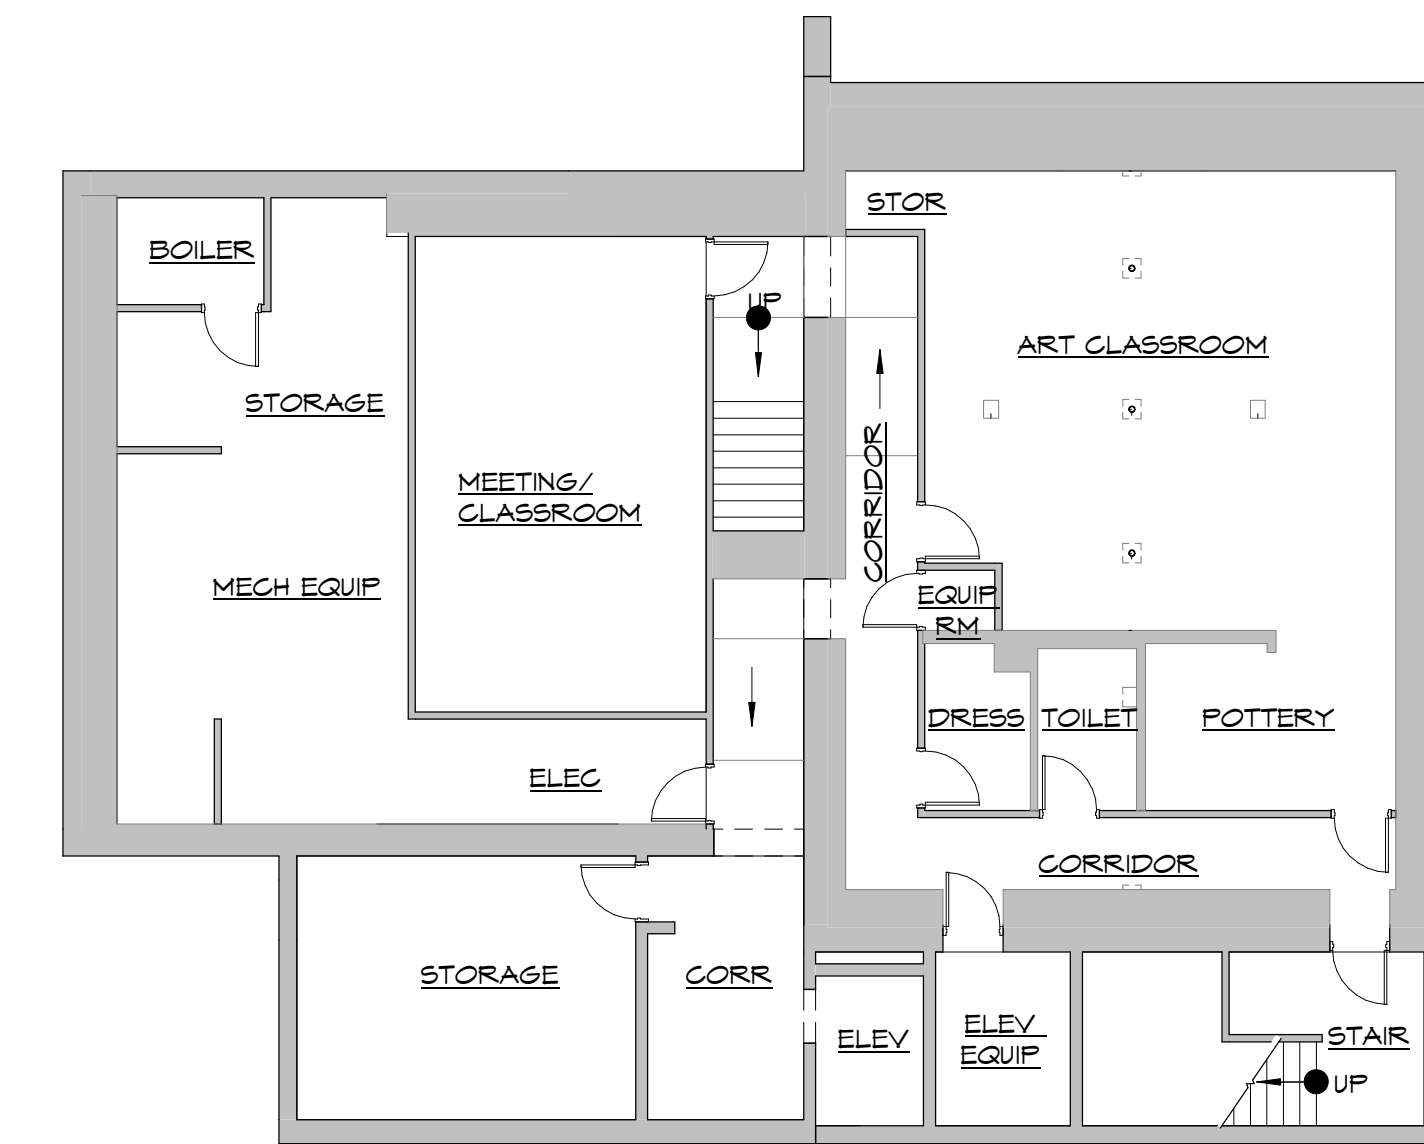 STOR
BOILER
UP
ART CLASSROOM
STORAGE
MEETING/
CLASSROOM
CORRIDOR
MECH EQUIP
EQUIP
RM
DRESS
TOILET
POTTERY
ELEC
CORRIDOR
STORAGE
CORR
ELEV
ELEV
EQUIP
STAIR
UP